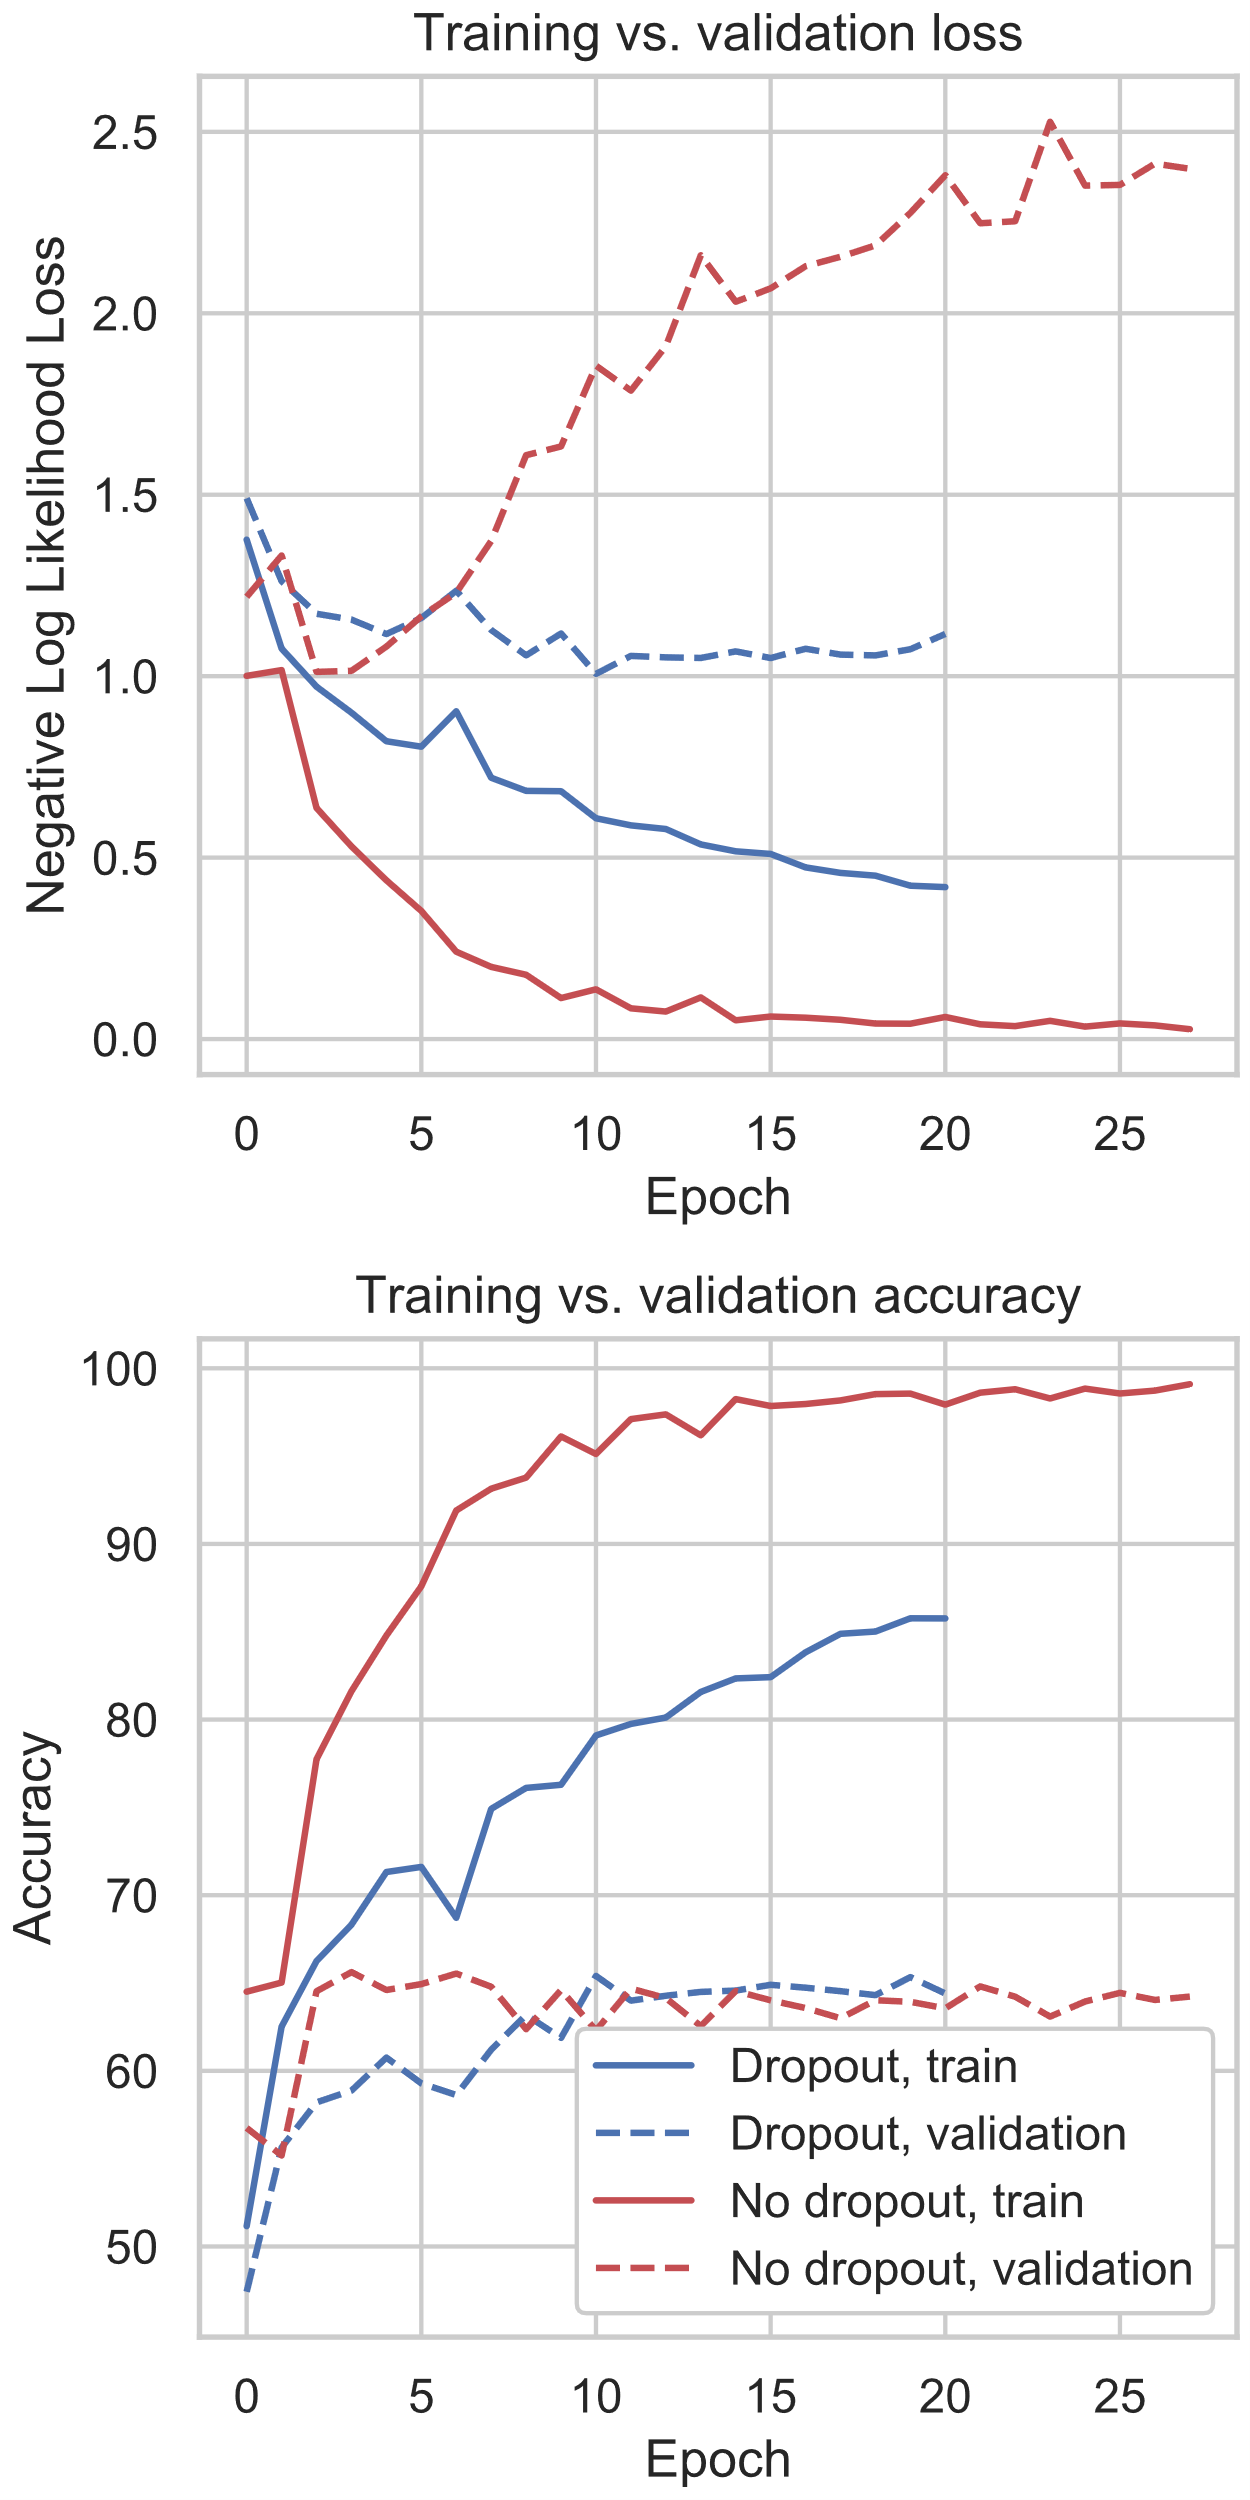 Training vs. validation loss
2.5
2.0
1.5
1.0
0.5
0.0
Negative Log Likelihood Loss
0 5 10 15 20 25
Epoch
Training vs. validation accuracy
100
90
80
70
60
50
Accuracy
Dropout, train
Dropout, validation
No dropout, train
No dropout, validation
0 5 10 15 20 25
Epoch